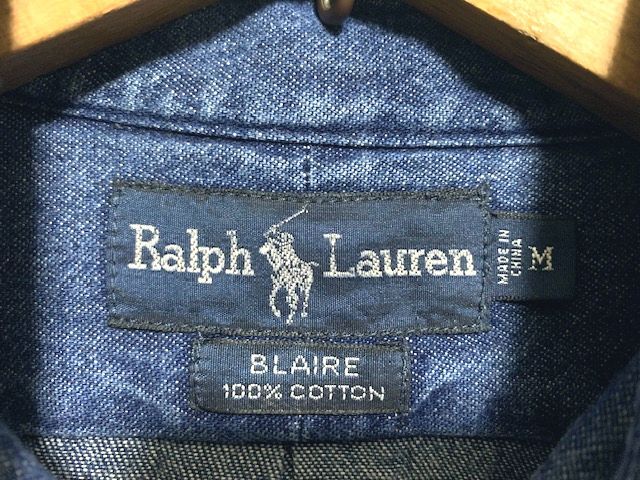 Ralph Lauren
MADE IN
CHINA
M
BLAIRE
100% COTTON